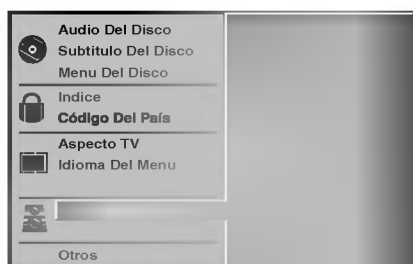 Audio Del Disco
Subtitulo Del Disco
Menu Del Disco
Indice
Código Del País
Aspecto TV
Idioma Del Menu
Otros